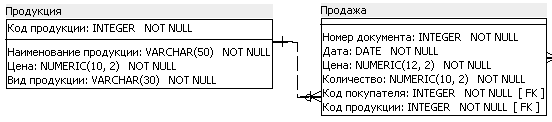 Продукция
Код продукции: INTEGER NOT NULL
Наименование продукции: VARCHAR(50) NOT NULL
Цена: NUMERIC(10, 2) NOT NULL
Вид продукции: VARCHAR(30) NOT NULL
Продажа
Номер документа: INTEGER NOT NULL
Дата: DATE NOT NULL
Цена: NUMERIC(12, 2) NOT NULL
Количество: NUMERIC(10, 2) NOT NULL
Код покупателя: INTEGER NOT NULL [ FK ]
Код продукции: INTEGER NOT NULL [ FK ]